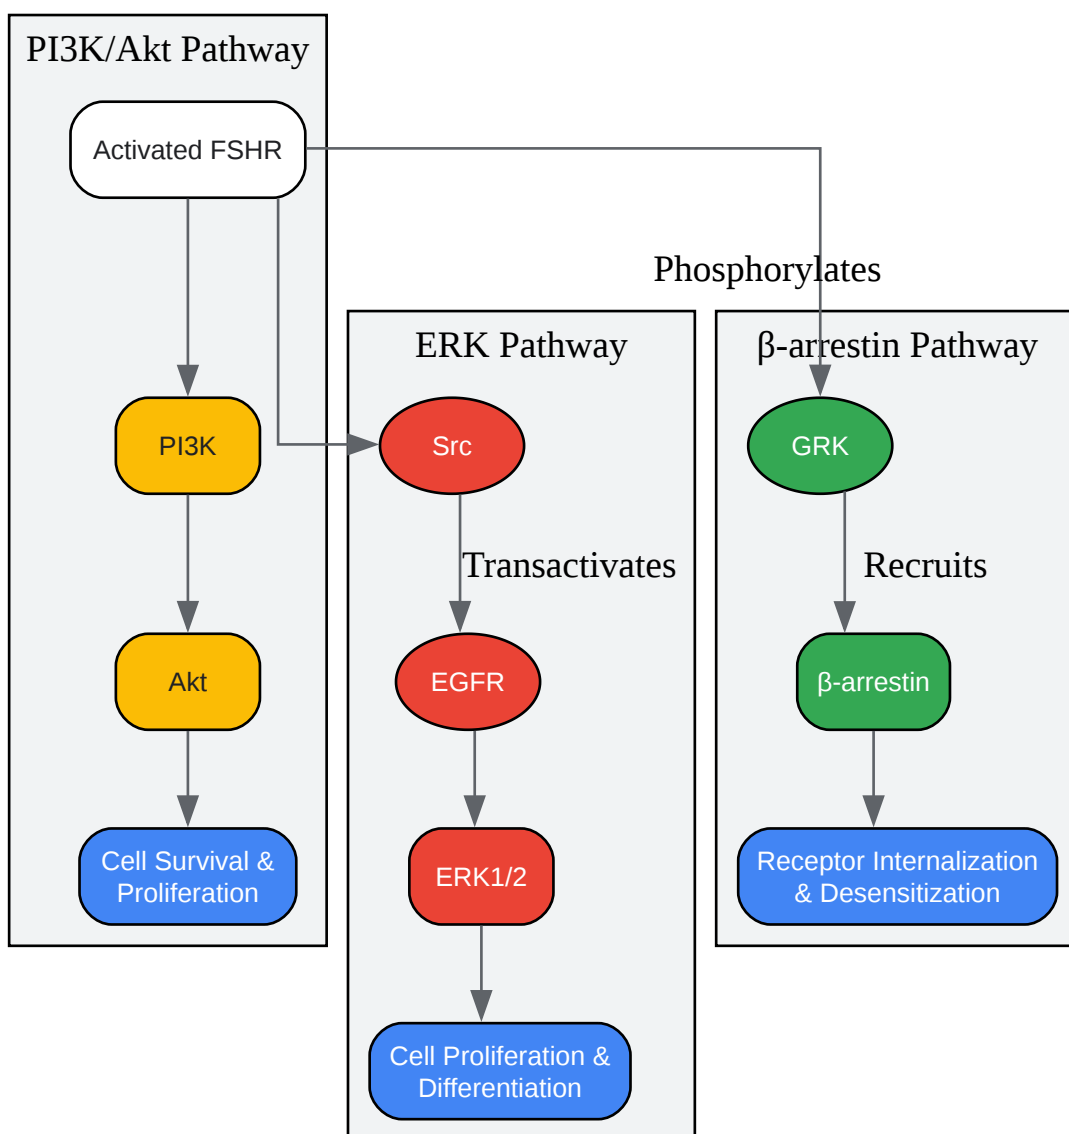 PI3K/Akt Pathway
Activated FSHR
Phosphorylates
ERK Pathway
β-arrestin Pathway
PI3K
Src
GRK
Transactivates
Recruits
Akt
EGFR
β-arrestin
Cell Survival &
Proliferation
ERK1/2
Receptor Internalization
& Desensitization
Cell Proliferation &
Differentiation